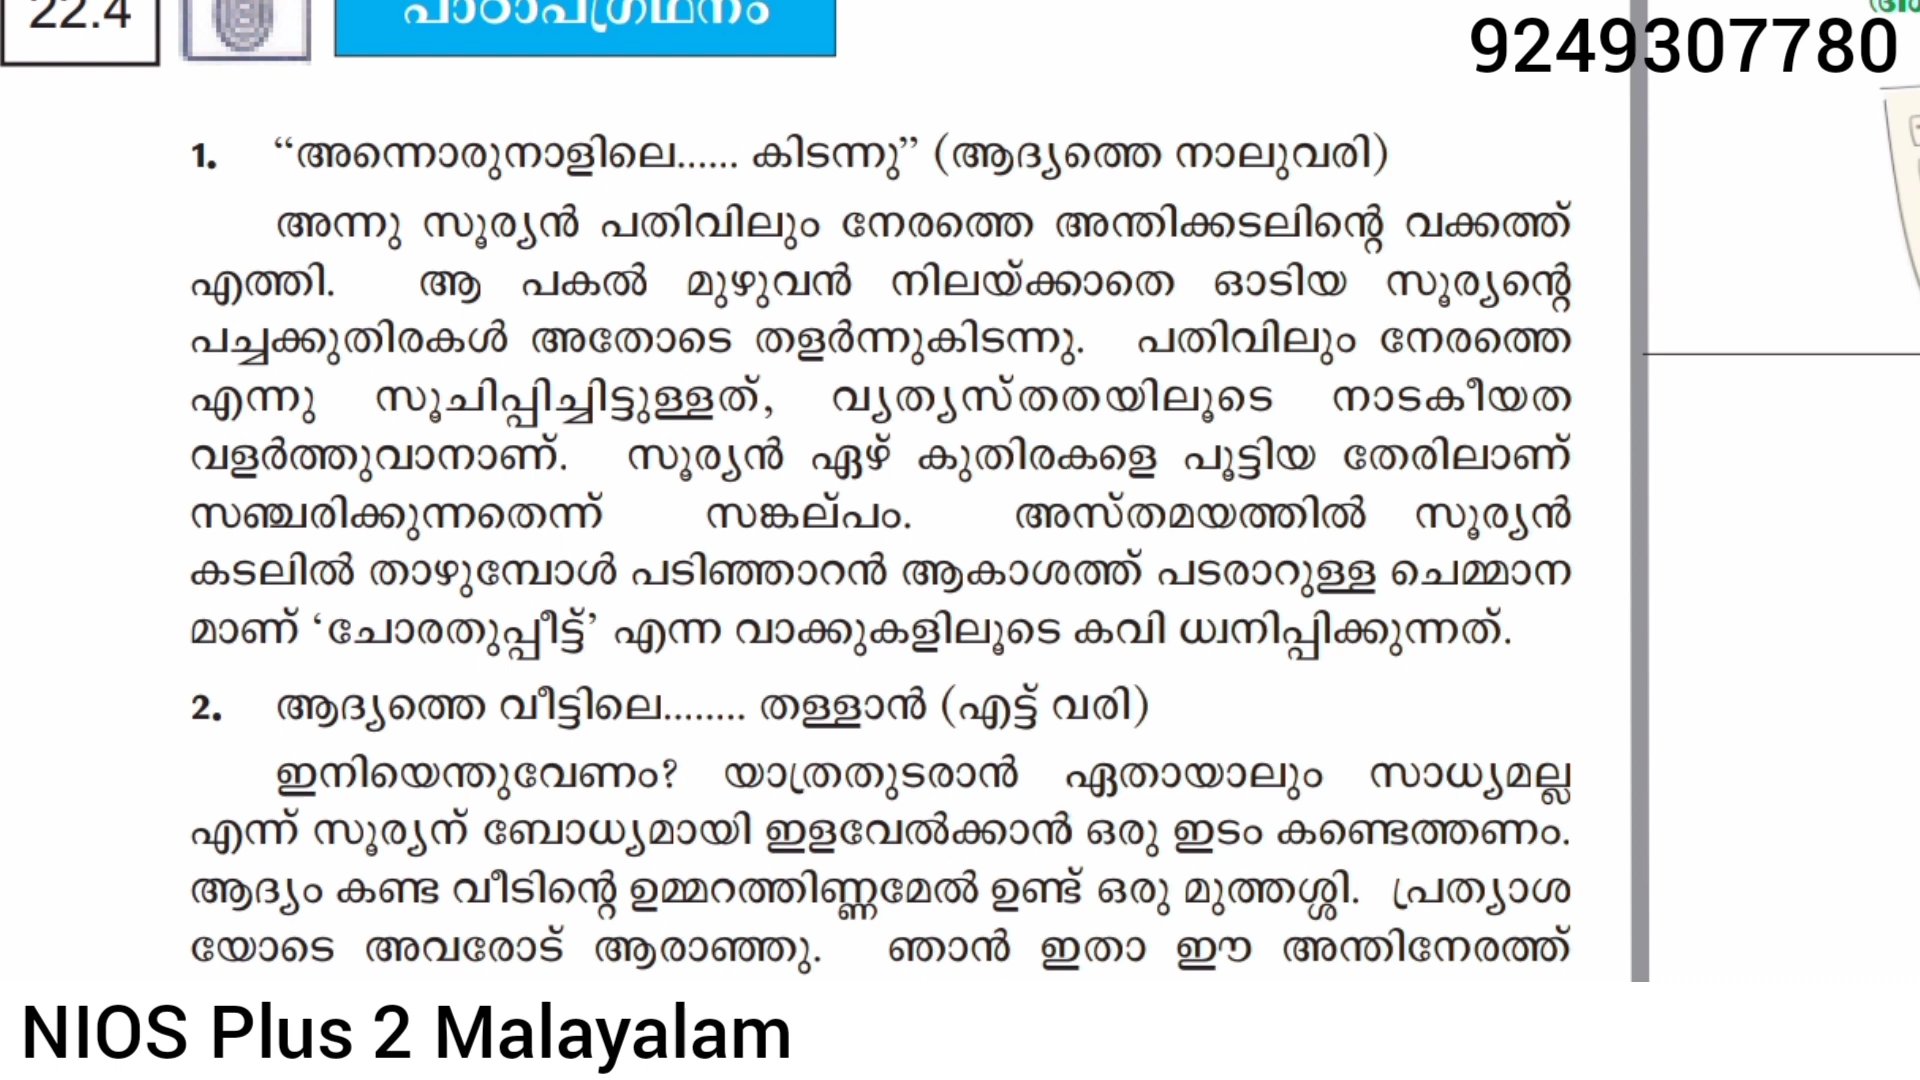 22.4
പാഠാപഗ്രഥനം
9249307780
1. “അന്നൊരുനാളിലെ...... കിടന്നു” (ആദ്യത്തെ നാലുവരി)
അന്നു സൂര്യൻ പതിവിലും നേരത്തെ അന്തിക്കടലിന്റെ വക്കത്ത്
എത്തി. ആ പകൽ മുഴുവൻ നിലയ്ക്കാതെ ഓടിയ സൂര്യന്റെ
പച്ചക്കുതിരകൾ അതോടെ തളർന്നുകിടന്നു. പതിവിലും നേരത്തെ
എന്നു സൂചിപ്പിച്ചിട്ടുള്ളത്, വ്യത്യസ്തതയിലൂടെ നാടകീയത
വളർത്തുവാനാണ്. സൂര്യൻ ഏഴ് കുതിരകളെ പൂട്ടിയ തേരിലാണ്
സഞ്ചരിക്കുന്നതെന്ന് സങ്കല്പം. അസ്തമയത്തിൽ സൂര്യൻ
കടലിൽ താഴുമ്പോൾ പടിഞ്ഞാറൻ ആകാശത്ത് പടരാറുള്ള ചെമ്മാന
മാണ് ‘ചോരതുപ്പീട്ട്’ എന്ന വാക്കുകളിലൂടെ കവി ധ്വനിപ്പിക്കുന്നത്.
2. ആദ്യത്തെ വീട്ടിലെ........ തള്ളാൻ (എട്ട് വരി)
ഇനിയെന്തുവേണം? യാത്രതുടരാൻ ഏതായാലും സാധ്യമല്ല
എന്ന് സൂര്യന് ബോധ്യമായി ഇളവേൽക്കാൻ ഒരു ഇടം കണ്ടെത്തണം.
ആദ്യം കണ്ട വീടിന്റെ ഉമ്മറത്തിണ്ണമേൽ ഉണ്ട് ഒരു മുത്തശ്ശി. പ്രത്യാശ
യോടെ അവരോട് ആരാഞ്ഞു. ഞാൻ ഇതാ ഈ അന്തിനേരത്ത്
NIOS Plus 2 Malayalam